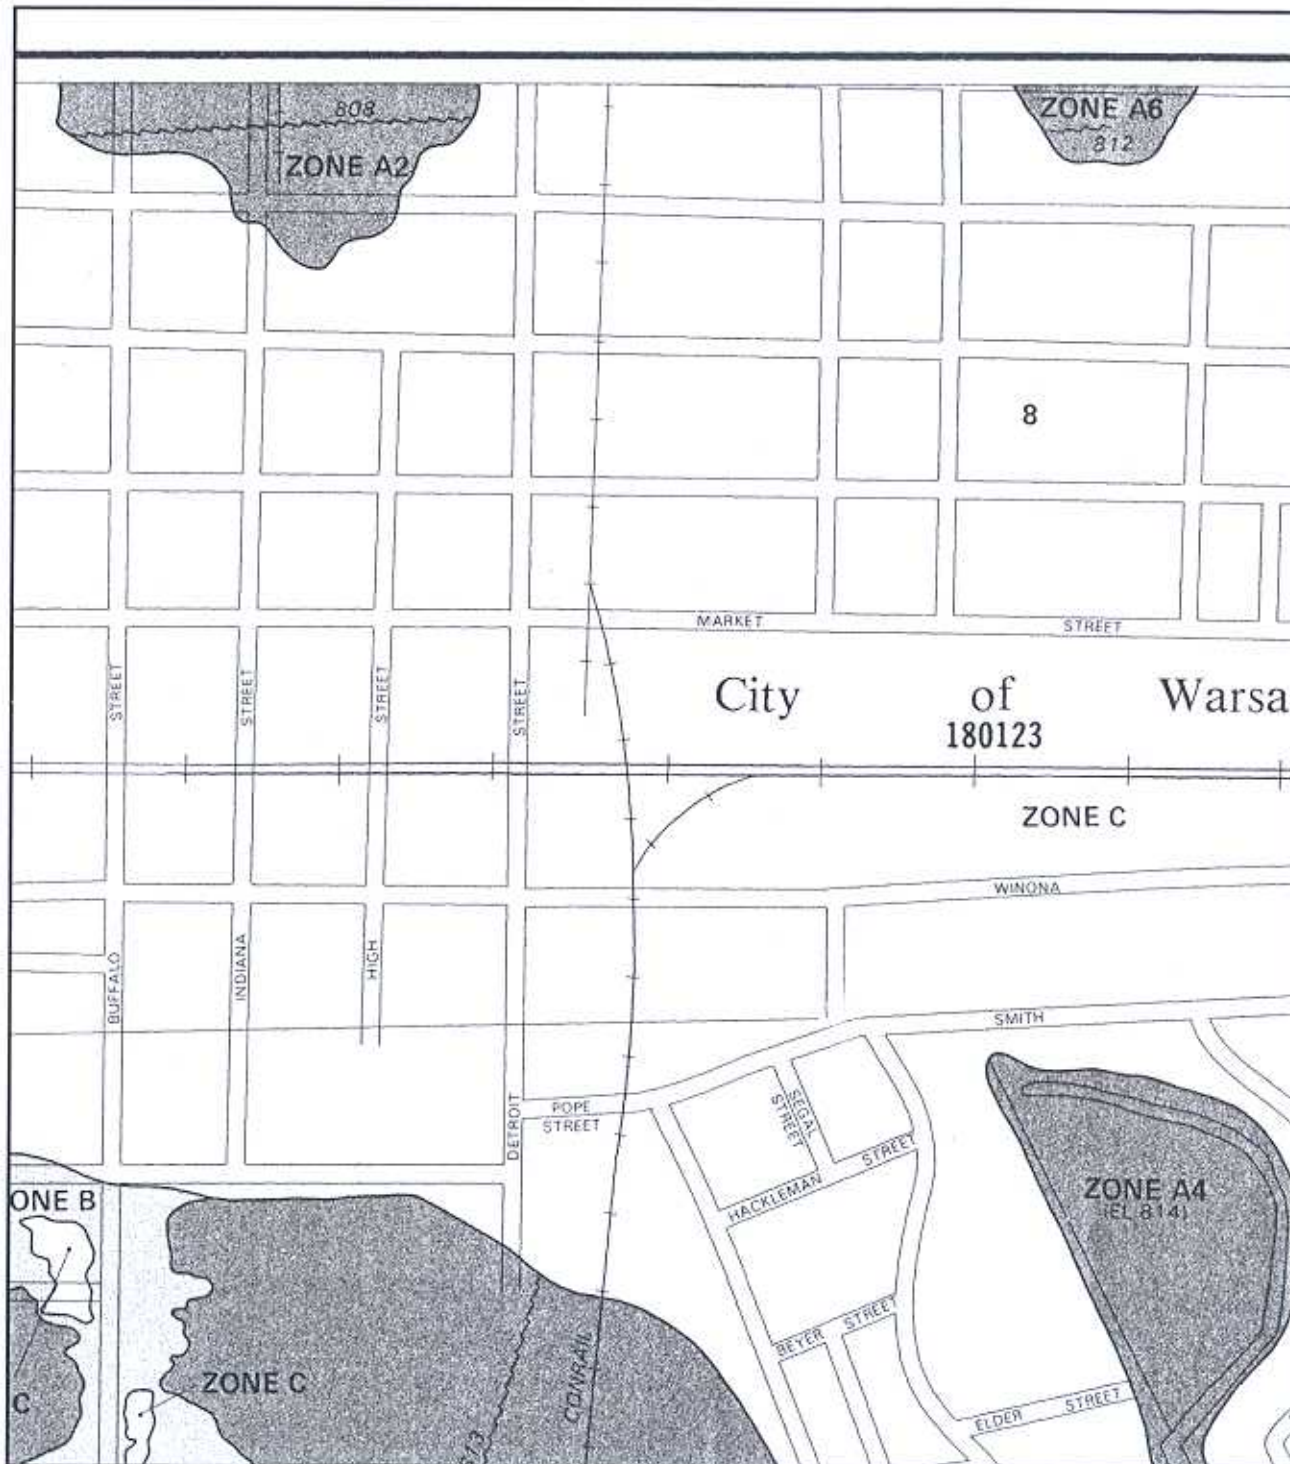 808
ZONE A2
ZONE A6
812
8
MARKET
STREET
STREET
STREET
STREET
STREET
City of Warsa
180123
ZONE C
WINONA
BUFFALO
INDIANA
HIGH
SMITH
DETROIT
POPE
STREET
SEGAL
STREET
HACKLEMAN STREET
ONE B
ZONE A4
(EL 814)
BEYER STREET
ZONE C
C
CONRAIL
ELDER STREET
13